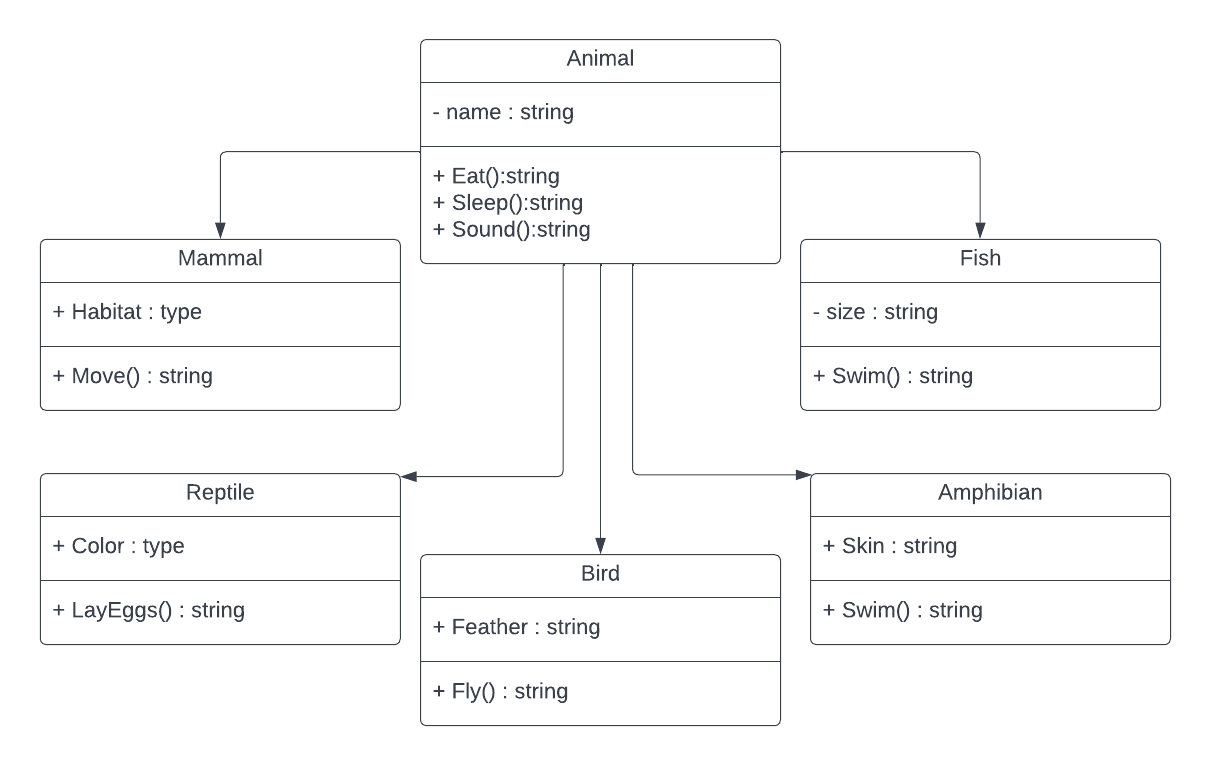 Animal
- name : string
+ Eat():string
+ Sleep():string
+ Sound():string
Mammal
+ Habitat : type
+ Move() : string
Fish
- size : string
+ Swim() : string
Reptile
+ Color : type
+ LayEggs() : string
Bird
+ Feather : string
+ Fly() : string
Amphibian
+ Skin : string
+ Swim() : string